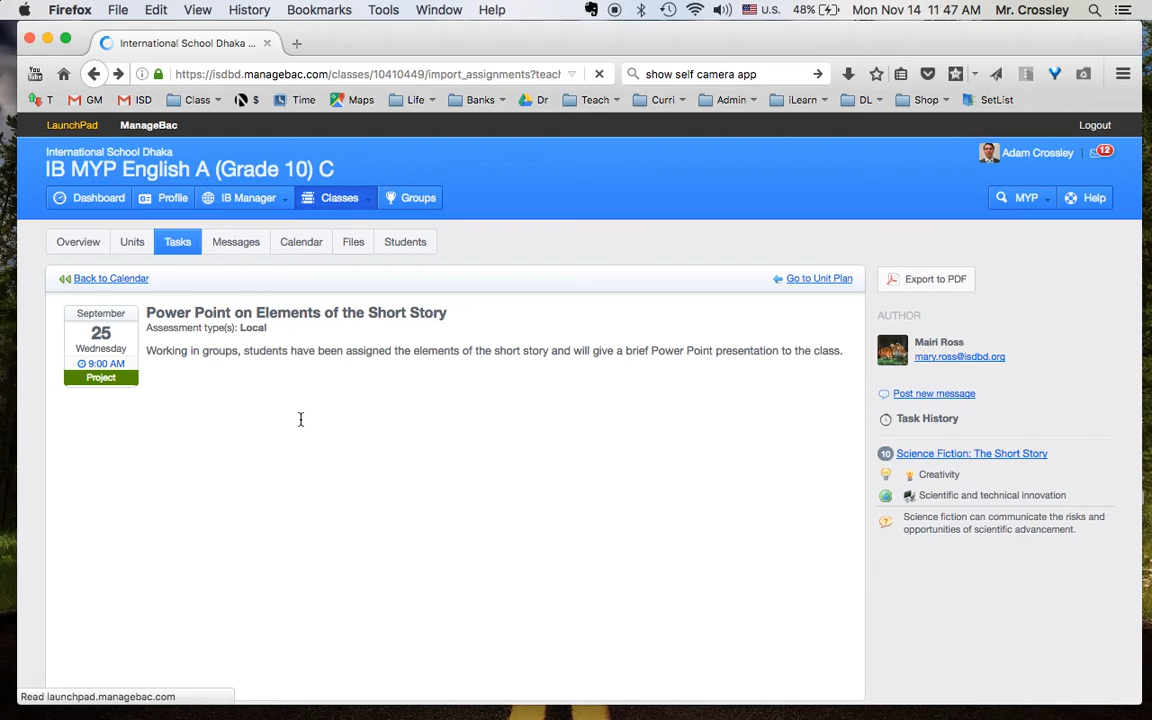 Firefox File Edit View History Bookmarks Tools Window Help U.S. 48% Mon Nov 14 11:47 AM Mr. Crossley
International School Dhaka ...
You Tube https://isdbd.managebac.com/classes/10410449/import_assignments?teach show self camera app
T GM ISD Class $ Time Maps Life Banks Dr Teach Curri Admin iLearn DL Shop SetList
LaunchPad ManageBac Logout
International School Dhaka
IB MYP English A (Grade 10) C
Adam Crossley 12
Dashboard Profile IB Manager Classes Groups MYP Help
Overview Units Tasks Messages Calendar Files Students
Back to Calendar Go to Unit Plan
Export to PDF
September
25
Wednesday
9:00 AM
Project
Power Point on Elements of the Short Story
Assessment type(s): Local
Working in groups, students have been assigned the elements of the short story and will give a brief Power Point presentation to the class.
AUTHOR
Mairi Ross
mary.ross@isdbd.org
Post new message
Task History
10 Science Fiction: The Short Story
Creativity
Scientific and technical innovation
Science fiction can communicate the risks and
opportunities of scientific advancement.
Read launchpad.managebac.com